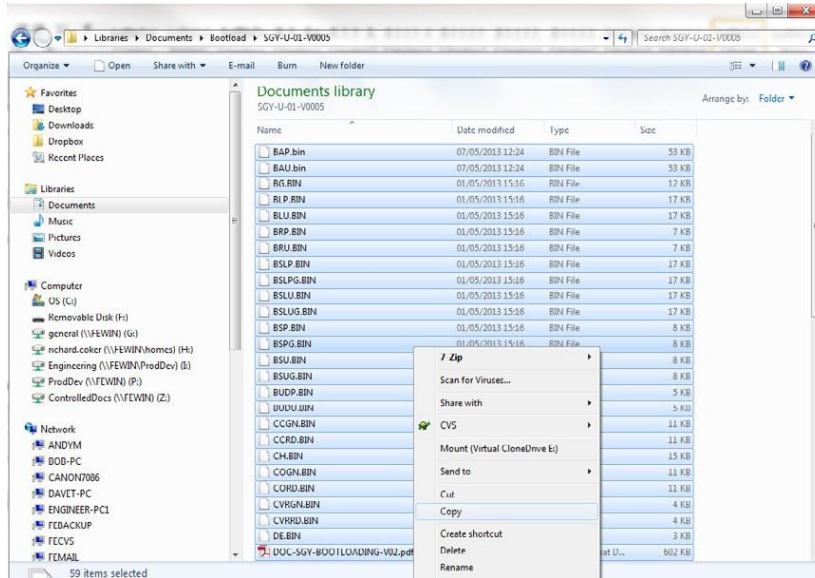 Libraries ▸ Documents ▸ Bootload ▸ SGY-U-01-V0005
Search SGY-U-01-V0005
Organize Open Share with E-mail Burn New folder
Favorites
Desktop
Downloads
Dropbox
Recent Places
Libraries
Documents
Music
Pictures
Videos
Computer
OS (C:)
Removable Disk (F:)
general (\\FEWIN) (G:)
richard.coker (\\FEWIN\homes) (H:)
Engineering (\\FEWIN\ProdDev) (I:)
ProdDev (\\FEWIN) (P:)
ControlledDocs (\\FEWIN) (Z:)
Network
ANDYM
BOB-PC
CANON7086
DAVET-PC
ENGINEER-PC1
FEBACKUP
FECVS
FEMAIL
Documents library
SGY-U-01-V0005
Arrange by: Folder
Name Date modified Type Size
BAP.bin 07/05/2013 12:24 BIN File 53 KB
BAU.bin 07/05/2013 12:24 BIN File 53 KB
BG.BIN 01/05/2013 15:16 BIN File 12 KB
BLP.BIN 01/05/2013 15:16 BIN File 17 KB
BLU.BIN 01/05/2013 15:16 BIN File 17 KB
BRP.BIN 01/05/2013 15:16 BIN File 7 KB
BRU.BIN 01/05/2013 15:16 BIN File 7 KB
BSLP.BIN 01/05/2013 15:16 BIN File 17 KB
BSLPG.BIN 01/05/2013 15:16 BIN File 17 KB
BSLU.BIN 01/05/2013 15:16 BIN File 17 KB
BSLUG.BIN 01/05/2013 15:16 BIN File 17 KB
BSP.BIN 01/05/2013 15:16 BIN File 8 KB
BSPG.BIN 01/05/2013 15:16 BIN File 8 KB
BSU.BIN 8 KB
BSUG.BIN 8 KB
BUDP.BIN 5 KB
BUDU.BIN 5 KB
CCGN.BIN 11 KB
CCRD.BIN 11 KB
CH.BIN 15 KB
COGN.BIN 11 KB
CORD.BIN 11 KB
CVRGN.BIN 4 KB
CVRRD.BIN 4 KB
DE.BIN 3 KB
DOC-SGY-BOOTLOADING-V02.pdf at D... 602 KB
7-Zip
Scan for Viruses...
Share with
CVS
Mount (Virtual CloneDrive E:)
Send to
Cut
Copy
Create shortcut
Delete
Rename
59 items selected